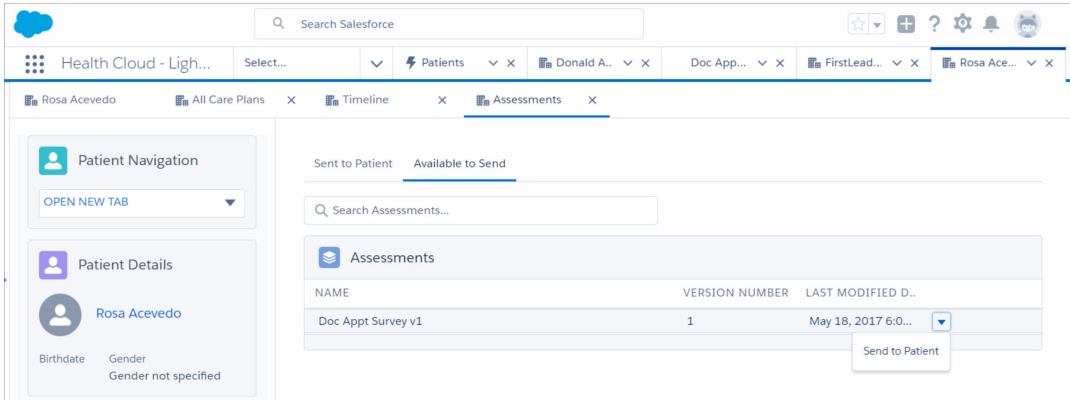 Search Salesforce
Health Cloud - Ligh... Select... Patients Donald A.. Doc App... FirstLead... Rosa Ace...
Rosa Acevedo All Care Plans Timeline Assessments
Patient Navigation
OPEN NEW TAB
Patient Details
Rosa Acevedo
Birthdate Gender
Gender not specified
Sent to Patient Available to Send
Search Assessments...
Assessments
NAME VERSION NUMBER LAST MODIFIED D..
Doc Appt Survey v1 1 May 18, 2017 6:0...
Send to Patient